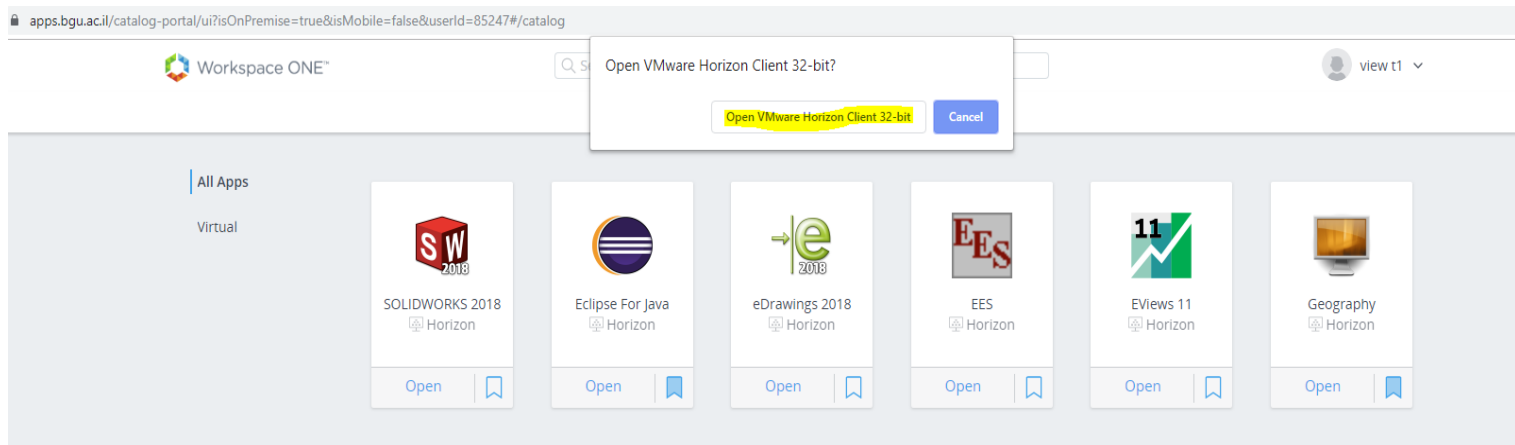 apps.bgu.ac.il/catalog-portal/ui?isOnPremise=true&isMobile=false&userId=85247#/catalog
Workspace ONE™
Open VMware Horizon Client 32-bit?
view t1
Open VMware Horizon Client 32-bit
Cancel
All Apps
Virtual
SW
2018
SOLIDWORKS 2018
Horizon
Open
Eclipse For Java
Horizon
Open
e
2018
eDrawings 2018
Horizon
Open
EES
EES
Horizon
Open
11
EViews 11
Horizon
Open
Geography
Horizon
Open